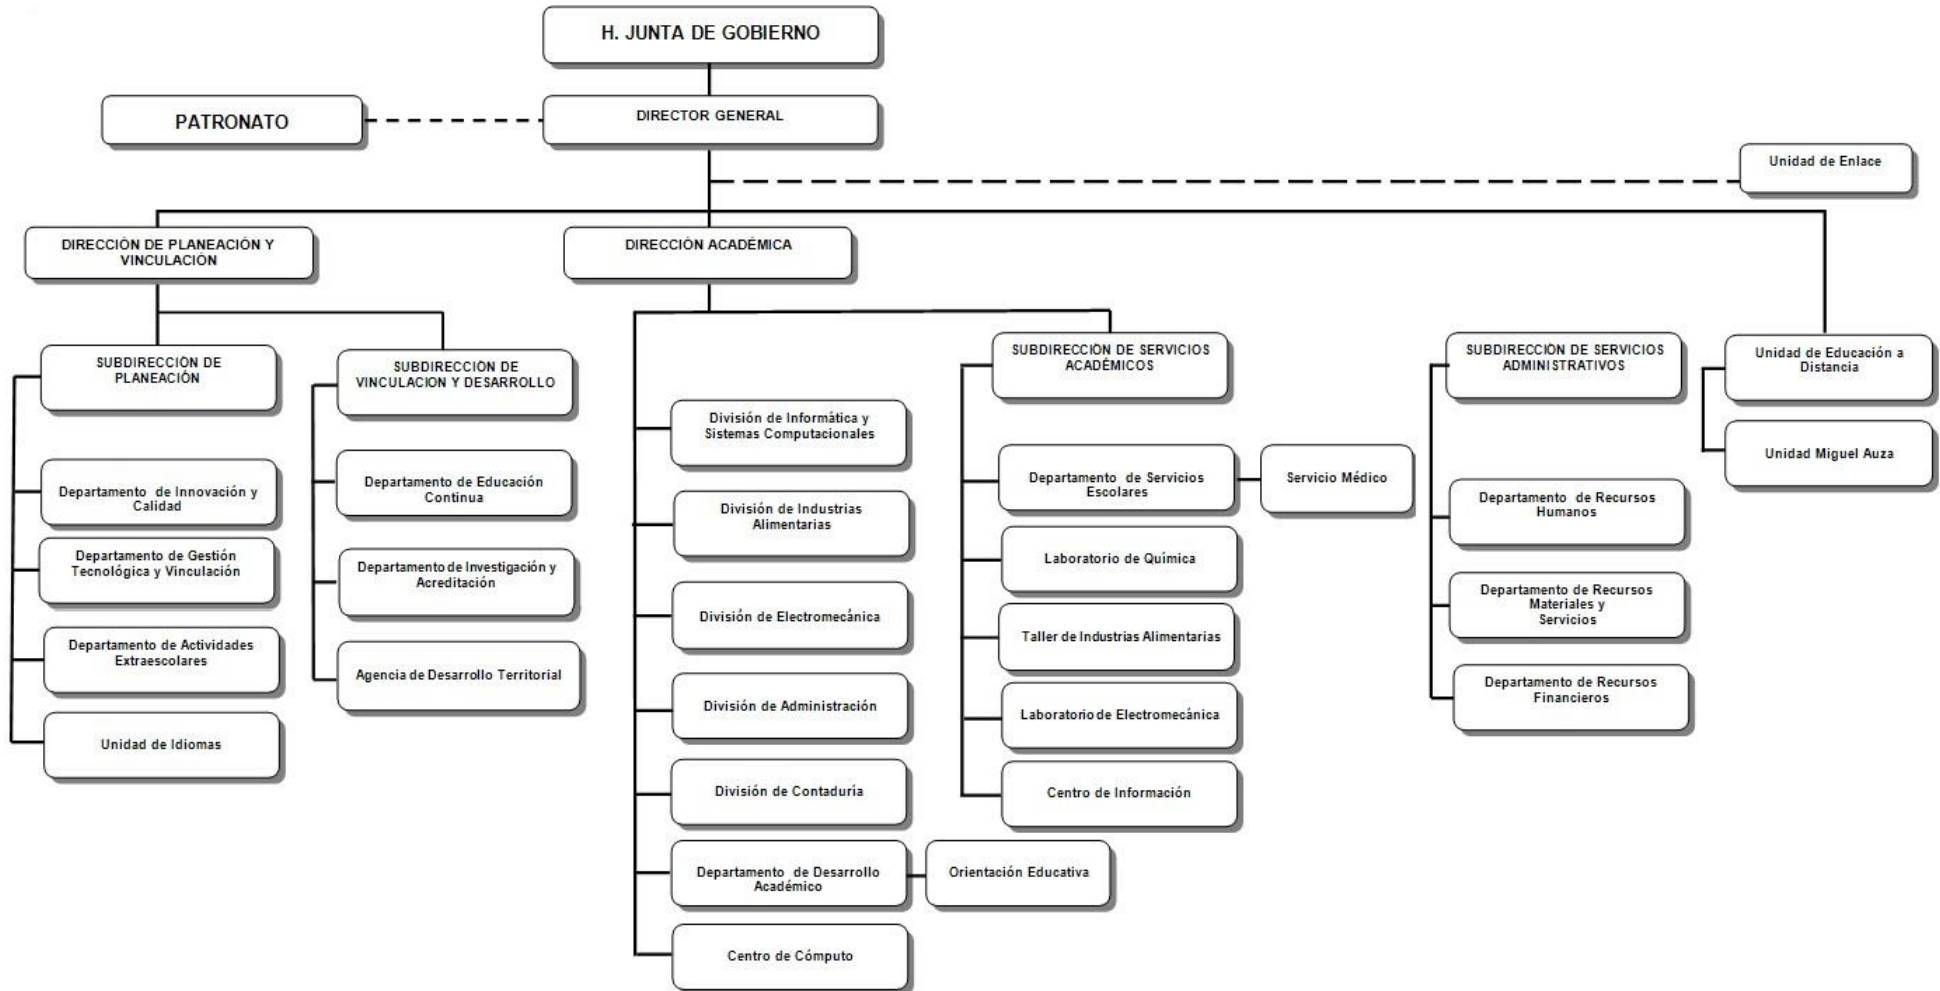 H. JUNTA DE GOBIERNO
PATRONATO
DIRECTOR GENERAL
Unidad de Enlace
DIRECCIÓN DE PLANEACIÓN Y
VINCULACIÓN
DIRECCIÓN ACADÉMICA
SUBDIRECCIÓN DE
PLANEACIÓN
Departamento de Innovación y
Calidad
Departamento de Gestión
Tecnológica y Vinculación
Departamento de Actividades
Extraescolares
Unidad de Idiomas
SUBDIRECCIÓN DE
VINCULACION Y DESARROLLO
Departamento de Educación
Continua
Departamento de Investigación y
Acreditación
Agencia de Desarrollo Territorial
División de Informática y
Sistemas Computacionales
División de Industrias
Alimentarias
División de Electromecánica
División de Administración
División de Contaduría
Departamento de Desarrollo
Académico
Orientación Educativa
Centro de Cómputo
SUBDIRECCIÓN DE SERVICIOS
ACADÉMICOS
Departamento de Servicios
Escolares
Servicio Médico
Laboratorio de Química
Taller de Industrias Alimentarias
Laboratorio de Electromecánica
Centro de Información
SUBDIRECCIÓN DE SERVICIOS
ADMINISTRATIVOS
Departamento de Recursos
Humanos
Departamento de Recursos
Materiales y
Servicios
Departamento de Recursos
Financieros
Unidad de Educación a
Distancia
Unidad Miguel Auza